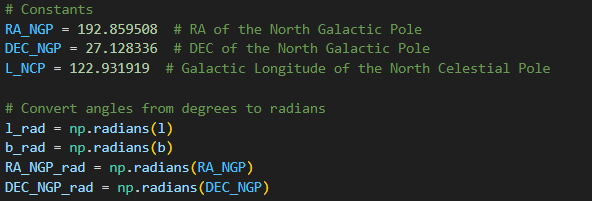 # Constants
RA_NGP = 192.859508  # RA of the North Galactic Pole
DEC_NGP = 27.128336  # DEC of the North Galactic Pole
L_NCP = 122.931919  # Galactic Longitude of the North Celestial Pole
# Convert angles from degrees to radians
l_rad = np.radians(l)
b_rad = np.radians(b)
RA_NGP_rad = np.radians(RA_NGP)
DEC_NGP_rad = np.radians(DEC_NGP)